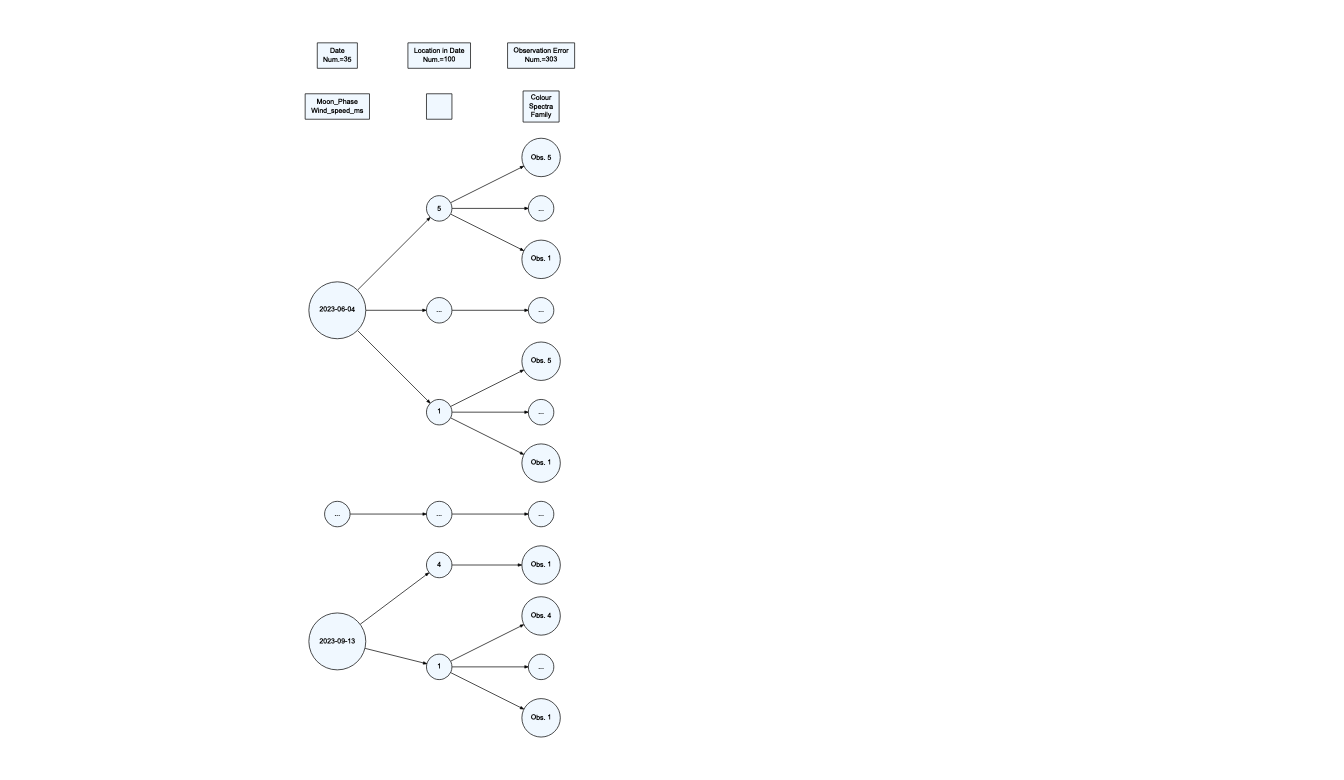 Date
Num.=35
Location in Date
Num.=100
Observation Error
Num.=303
Moon_Phase
Wind_speed_ms
Colour
Spectra
Family
Obs. 5
5
...
Obs. 1
2023-06-04
...
...
Obs. 5
1
...
Obs. 1
...
...
...
4
Obs. 1
Obs. 4
2023-09-13
1
...
Obs. 1